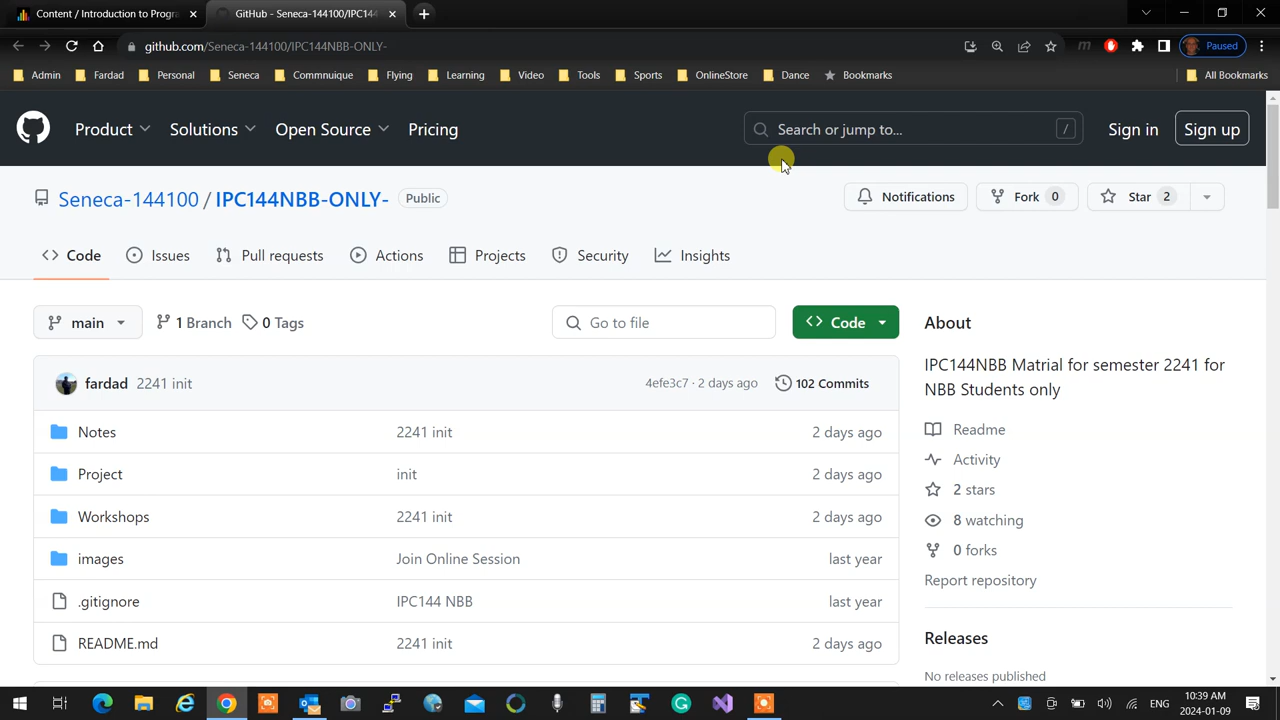 Content / Introduction to Progra
GitHub - Seneca-144100/IPC144
github.com/Seneca-144100/IPC144NBB-ONLY-
Paused
Admin
Fardad
Personal
Seneca
Commnuique
Flying
Learning
Video
Tools
Sports
OnlineStore
Dance
Bookmarks
All Bookmarks
Product
Solutions
Open Source
Pricing
Search or jump to...
/
Sign in
Sign up
Seneca-144100 / IPC144NBB-ONLY-
Public
Notifications
Fork 0
Star 2
Code
Issues
Pull requests
Actions
Projects
Security
Insights
main
1 Branch
0 Tags
Go to file
Code
About
IPC144NBB Matrial for semester 2241 for
NBB Students only
fardad 2241 init
4efe3c7 · 2 days ago
102 Commits
Notes 2241 init 2 days ago
Project init 2 days ago
Workshops 2241 init 2 days ago
images Join Online Session last year
.gitignore IPC144 NBB last year
README.md 2241 init 2 days ago
Readme
Activity
2 stars
8 watching
0 forks
Report repository
Releases
No releases published
ENG
10:39 AM
2024-01-09